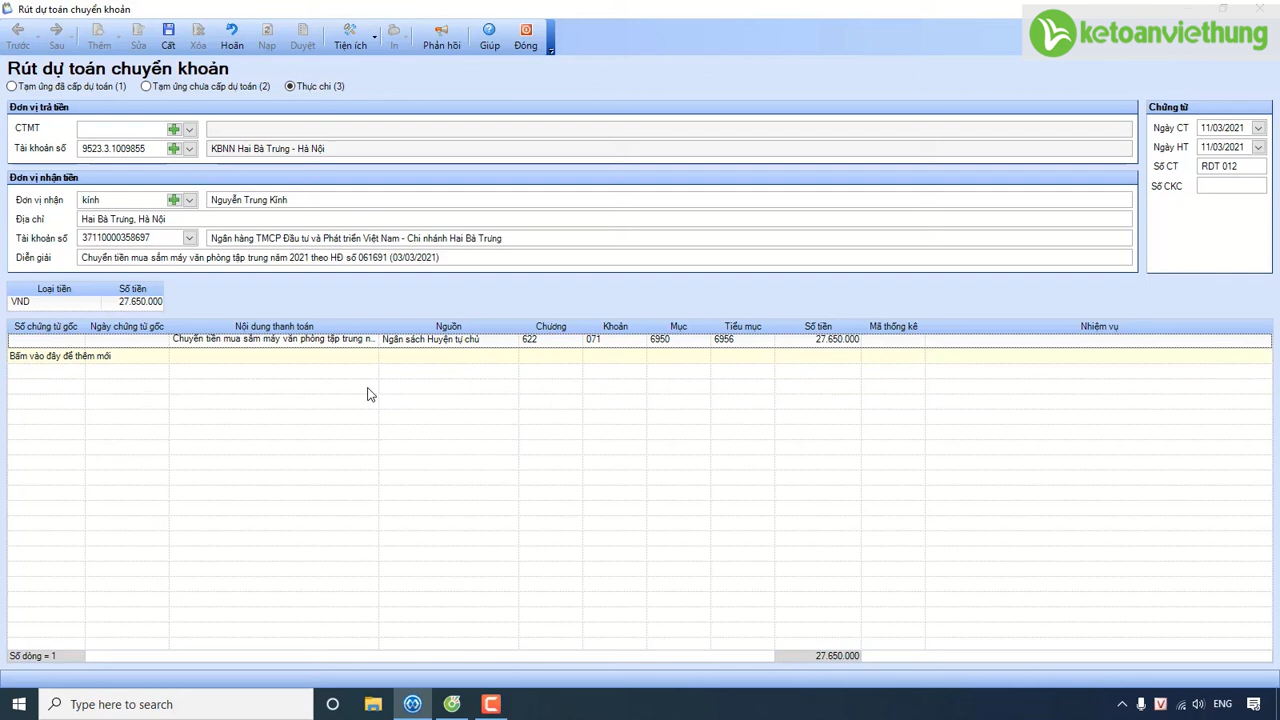 Rút dự toán chuyển khoản
Trước Sau Thêm Sửa Cất Xóa Hoãn Nạp Duyệt Tiện ích In Phản hồi Giúp Đóng
ketoanviethung
Rút dự toán chuyển khoản
Tạm ứng đã cấp dự toán (1) Tạm ứng chưa cấp dự toán (2) Thực chi (3)
Đơn vị trả tiền
CTMT
Tài khoản số 9523.3.1009855 KBNN Hai Bà Trưng - Hà Nội
Đơn vị nhận tiền
Đơn vị nhận kính Nguyễn Trung Kính
Địa chỉ Hai Bà Trưng, Hà Nội
Tài khoản số 37110000358697 Ngân hàng TMCP Đầu tư và Phát triển Việt Nam - Chi nhánh Hai Bà Trưng
Diễn giải Chuyển tiền mua sắm máy văn phòng tập trung năm 2021 theo HĐ số 061691 (03/03/2021)
Chứng từ
Ngày CT 11/03/2021
Ngày HT 11/03/2021
Số CT RDT 012
Số CKC
Loại tiền Số tiền
VND 27.650.000
Số chứng từ gốc Ngày chứng từ gốc Nội dung thanh toán Nguồn Chương Khoản Mục Tiểu mục Số tiền Mã thống kê Nhiệm vụ
Chuyển tiền mua sắm máy văn phòng tập trung n... Ngân sách Huyện tự chủ 622 071 6950 6956 27.650.000
Bấm vào đây để thêm mới
Số dòng = 1 27.650.000
Type here to search
V ENG